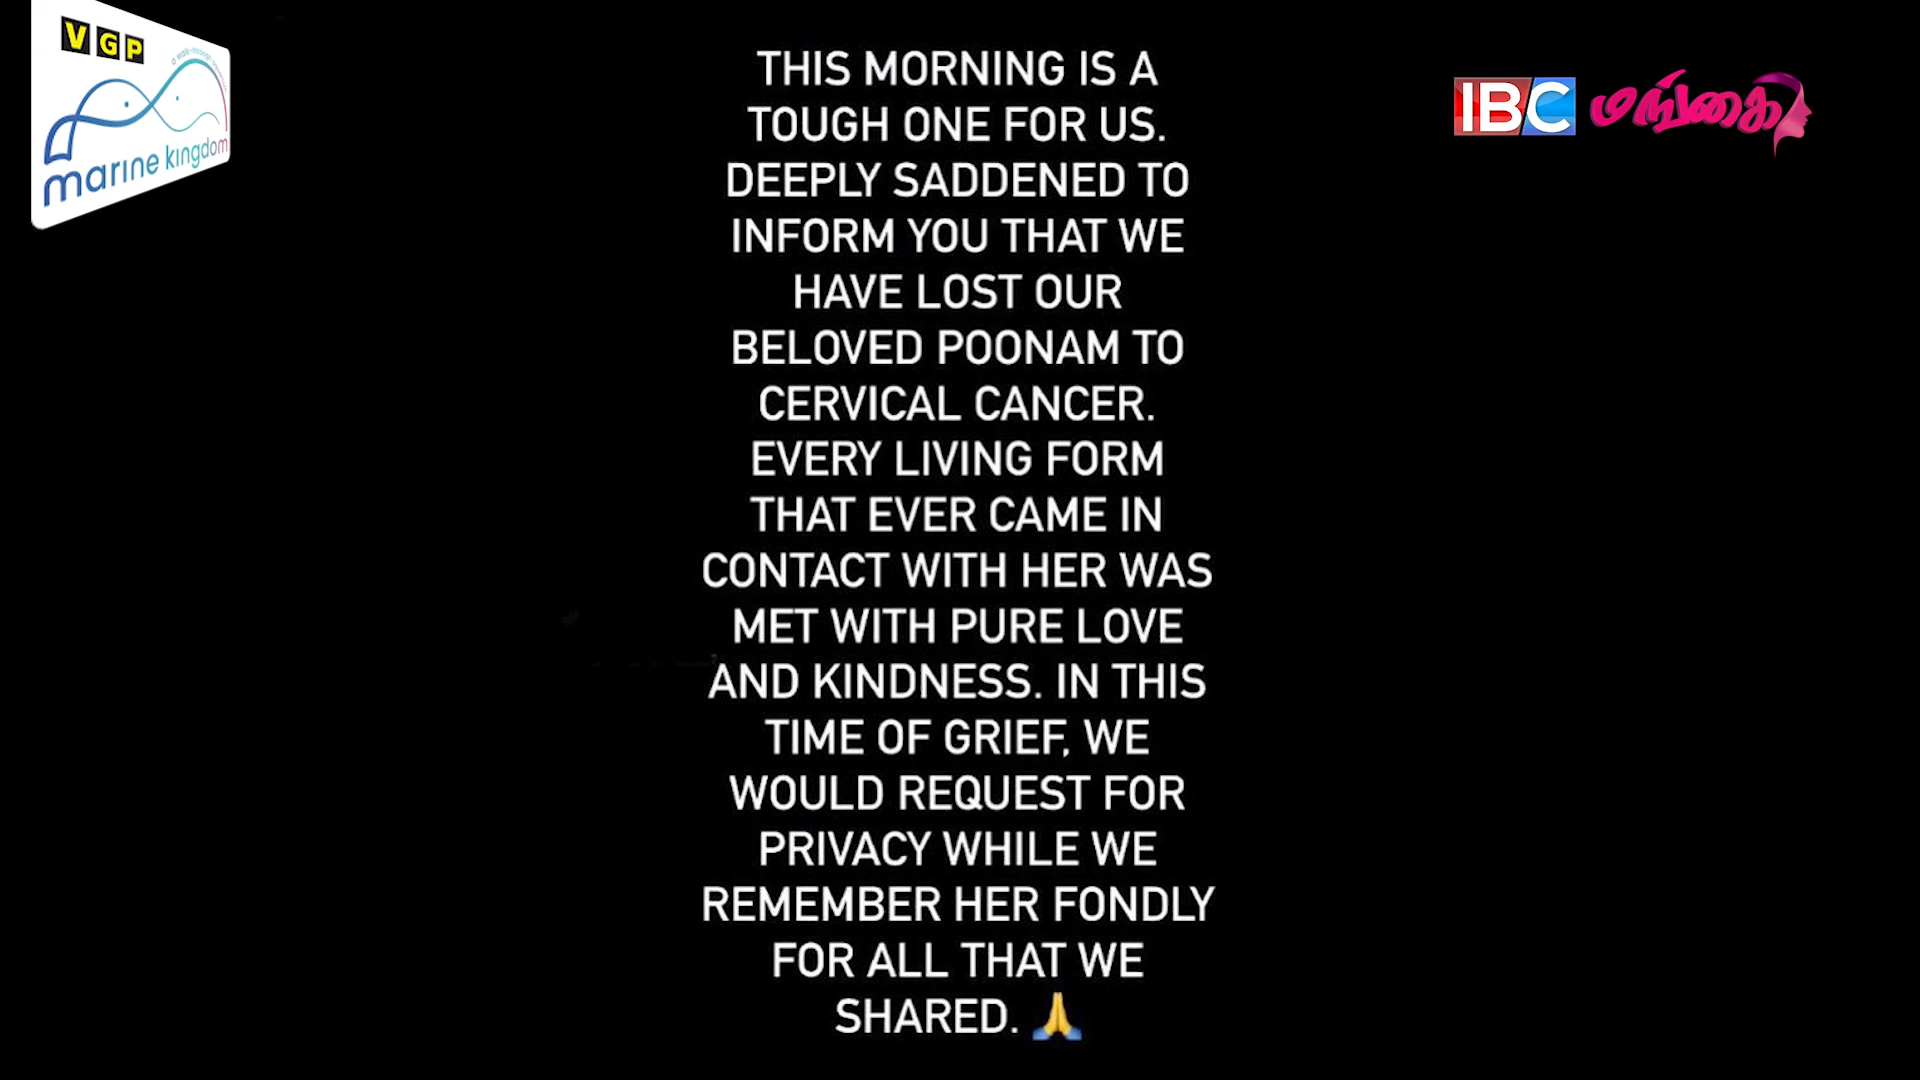 VGP
a walk-through aquarium
marine kingdom
IBC மங்கை
THIS MORNING IS A
TOUGH ONE FOR US.
DEEPLY SADDENED TO
INFORM YOU THAT WE
HAVE LOST OUR
BELOVED POONAM TO
CERVICAL CANCER.
EVERY LIVING FORM
THAT EVER CAME IN
CONTACT WITH HER WAS
MET WITH PURE LOVE
AND KINDNESS. IN THIS
TIME OF GRIEF, WE
WOULD REQUEST FOR
PRIVACY WHILE WE
REMEMBER HER FONDLY
FOR ALL THAT WE
SHARED. 🙏